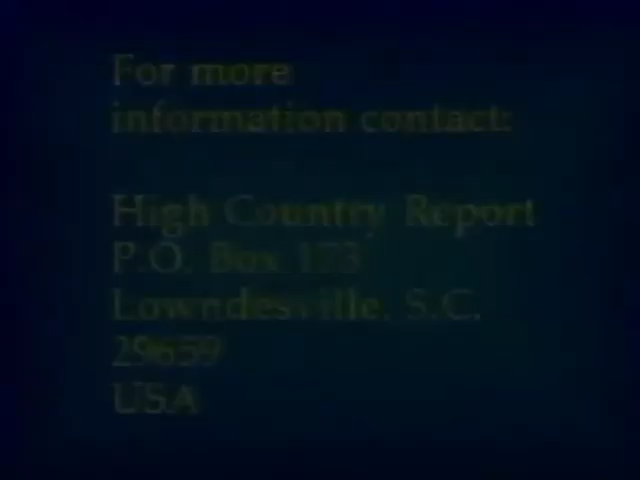 For more
information contact:
High Country Report
P.O. Box 173
Lowndesville, S.C.
29659
USA